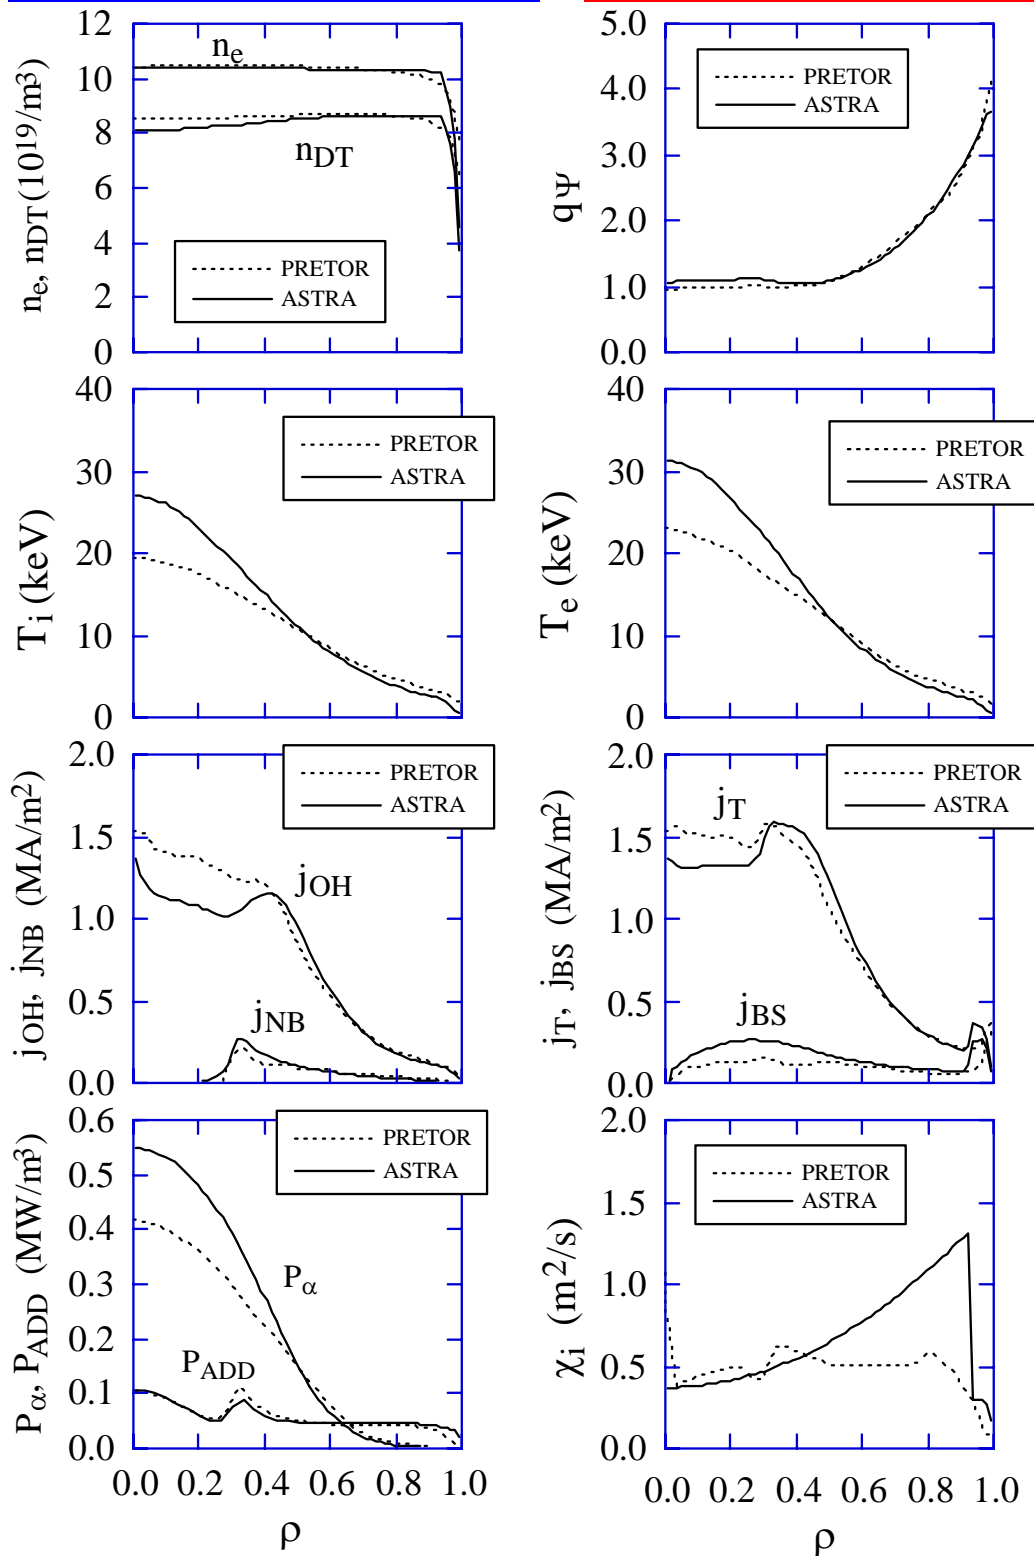 12
10
8
6
4
2
0
n_e, n_DT (10^19/m^3)
n_e
n_DT
PRETOR
ASTRA
5.0
4.0
3.0
2.0
1.0
0.0
qΨ
PRETOR
ASTRA
40
30
20
10
0
T_i (keV)
PRETOR
ASTRA
40
30
20
10
0
T_e (keV)
PRETOR
ASTRA
2.0
1.5
1.0
0.5
0.0
j_OH, j_NB (MA/m^2)
PRETOR
ASTRA
j_OH
j_NB
2.0
1.5
1.0
0.5
0.0
j_T, j_BS (MA/m^2)
PRETOR
ASTRA
j_T
j_BS
0.6
0.5
0.4
0.3
0.2
0.1
0.0
P_α, P_ADD (MW/m^3)
PRETOR
ASTRA
P_α
P_ADD
0.0 0.2 0.4 0.6 0.8 1.0
ρ
2.0
1.5
1.0
0.5
0.0
χ_i (m^2/s)
PRETOR
ASTRA
0.0 0.2 0.4 0.6 0.8 1.0
ρ